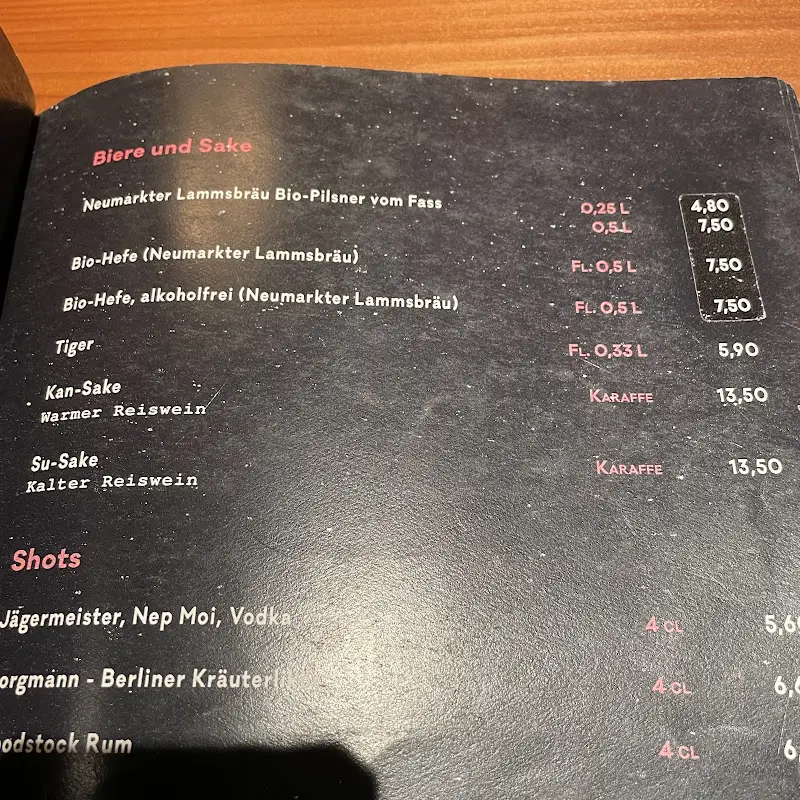 Biere und Sake
Neumarkter Lammsbräu Bio-Pilsner vom Fass 0,25 L 4,80
0,5 L 7,50
Bio-Hefe (Neumarkter Lammsbräu) Fl. 0,5 L 7,50
Bio-Hefe, alkoholfrei (Neumarkter Lammsbräu) Fl. 0,5 L 7,50
Tiger Fl. 0,33 L 5,90
Kan-Sake Karaffe 13,50
Warmer Reiswein
Su-Sake Karaffe 13,50
Kalter Reiswein
Shots
Jägermeister, Nep Moi, Vodka 4 cl 5,60
Berliner 4 cl
Rum 4 cl